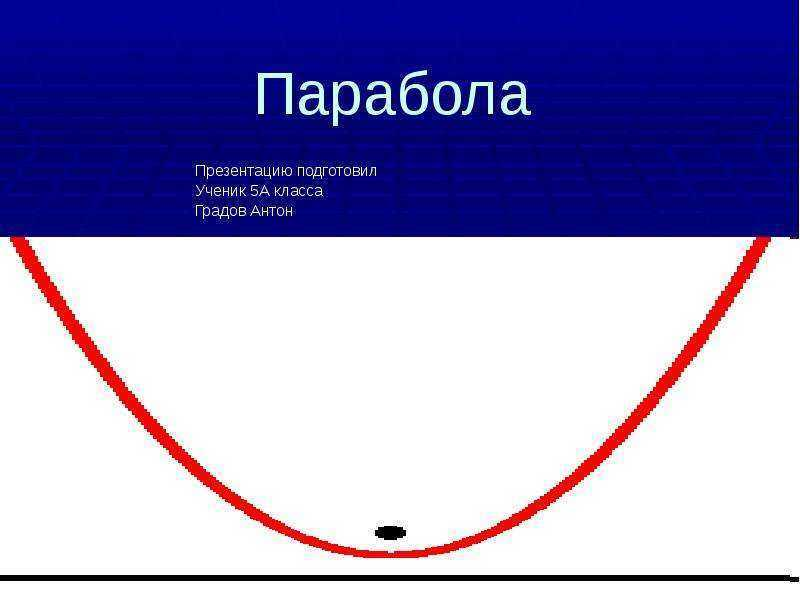 Парабола
Презентацию подготовил
Ученик 5А класса
Градов Антон